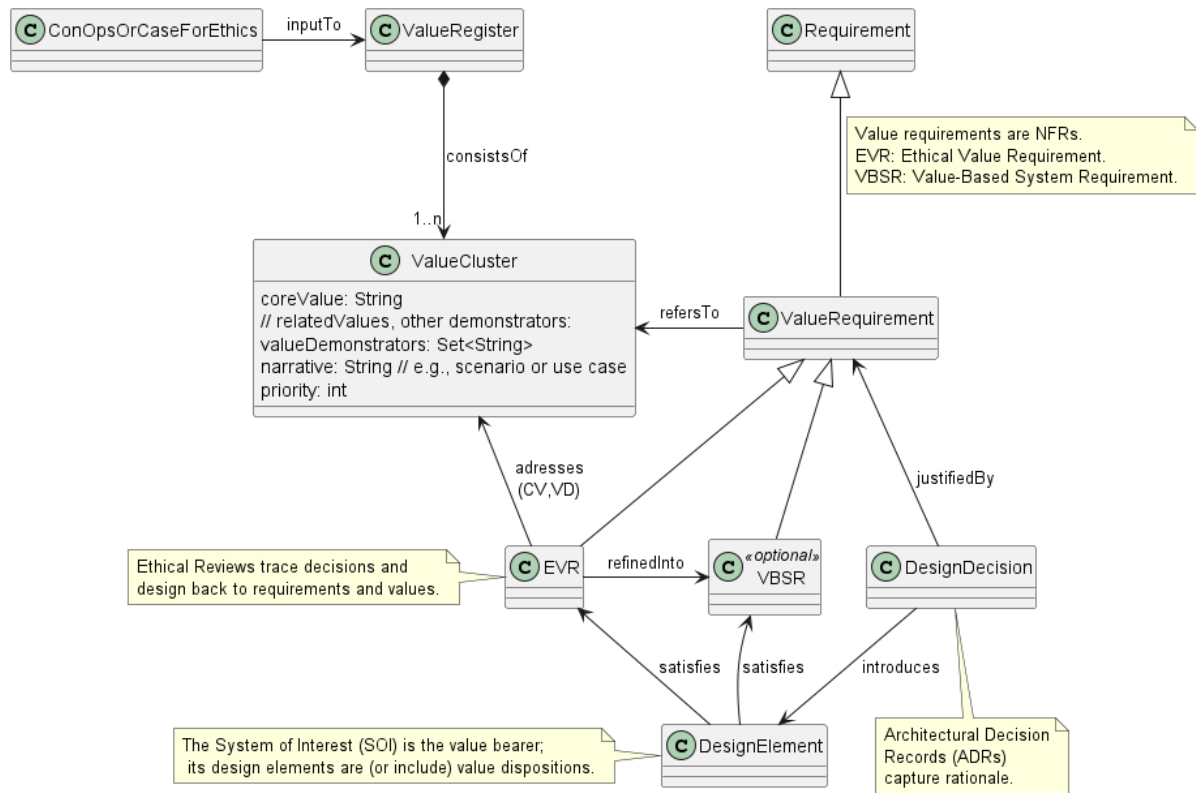 C ConOpsOrCaseForEthics
inputTo
C ValueRegister
C Requirement
Value requirements are NFRs.
EVR: Ethical Value Requirement.
VBSR: Value-Based System Requirement.
consistsOf
1..n
C ValueCluster
coreValue: String
// relatedValues, other demonstrators:
valueDemonstrators: Set<String>
narrative: String // e.g., scenario or use case
priority: int
refersTo
C ValueRequirement
adresses
(CV,VD)
justifiedBy
Ethical Reviews trace decisions and
design back to requirements and values.
C EVR
refinedInto
C «optional»
VBSR
C DesignDecision
satisfies
satisfies
introduces
The System of Interest (SOI) is the value bearer;
its design elements are (or include) value dispositions.
C DesignElement
Architectural Decision
Records (ADRs)
capture rationale.